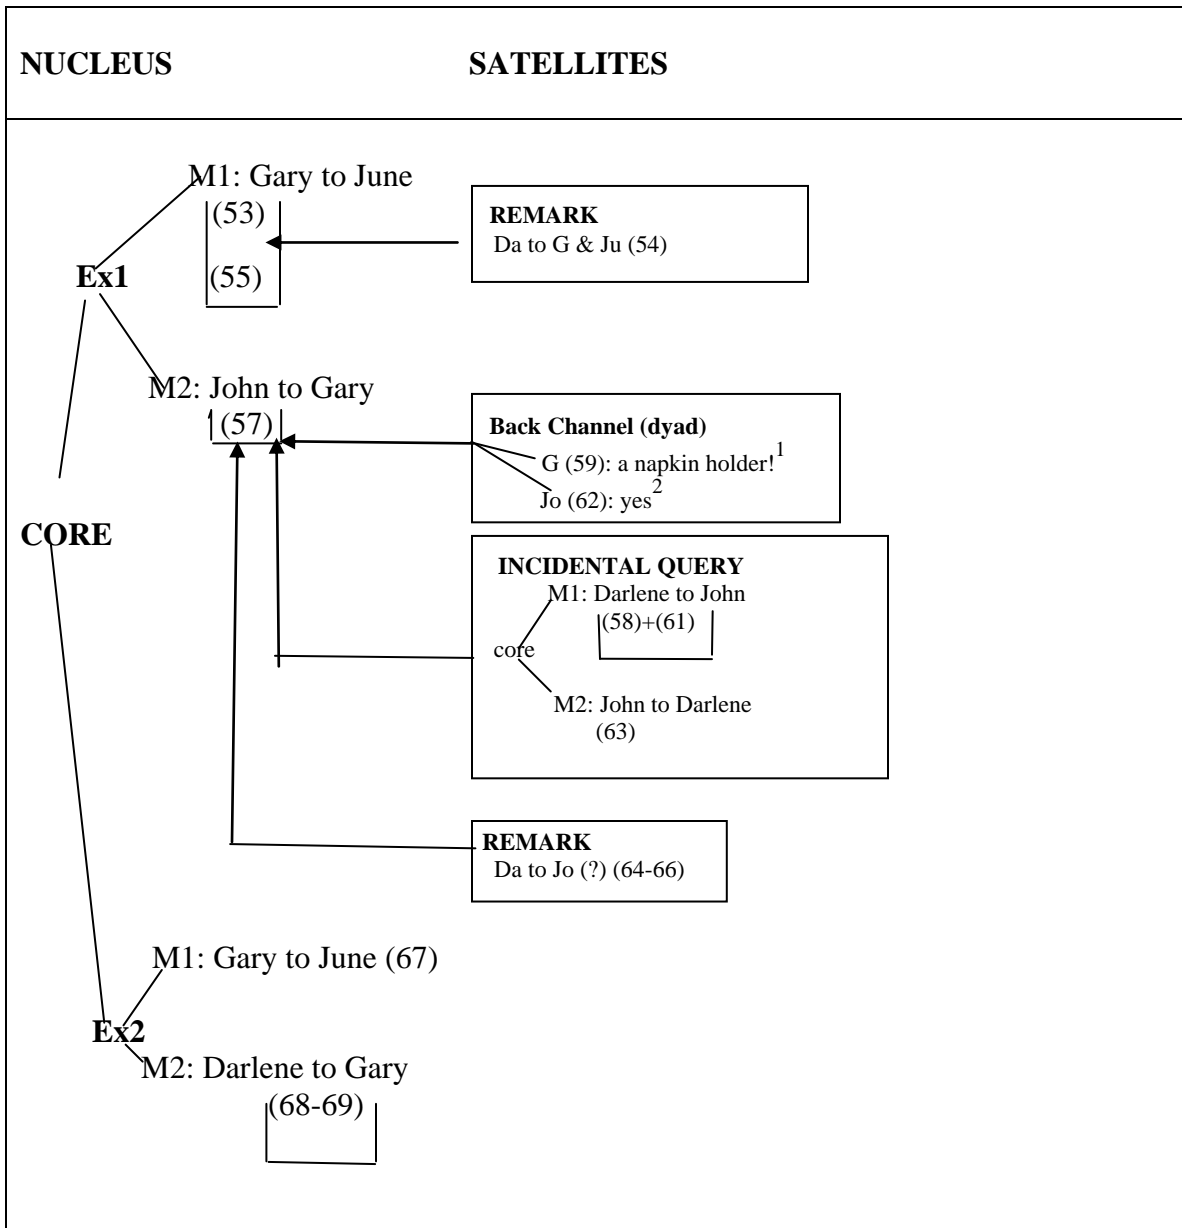 NUCLEUS SATELLITES
M1: Gary to June
(53)
REMARK
Da to G & Ju (54)
Ex1
(55)
M2: John to Gary
(57)
Back Channel (dyad)
G (59): a napkin holder!1
Jo (62): yes2
CORE
INCIDENTAL QUERY
M1: Darlene to John
(58)+(61)
core
M2: John to Darlene
(63)
REMARK
Da to Jo (?) (64-66)
M1: Gary to June (67)
Ex2
M2: Darlene to Gary
(68-69)